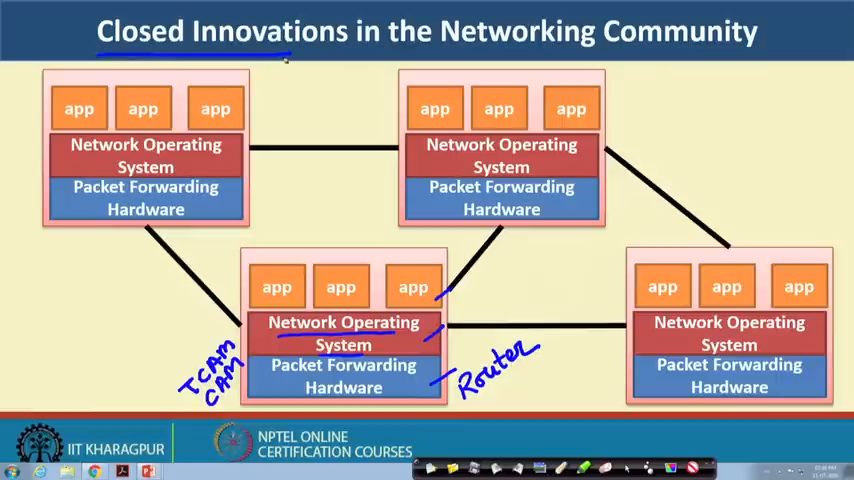 Closed Innovations in the Networking Community
app app app
Network Operating
System
Packet Forwarding
Hardware
app app app
Network Operating
System
Packet Forwarding
Hardware
app app app
Network Operating
System
Packet Forwarding
Hardware
TCAM
CAM
Router
app app app
Network Operating
System
Packet Forwarding
Hardware
IIT KHARAGPUR
NPTEL ONLINE
CERTIFICATION COURSES